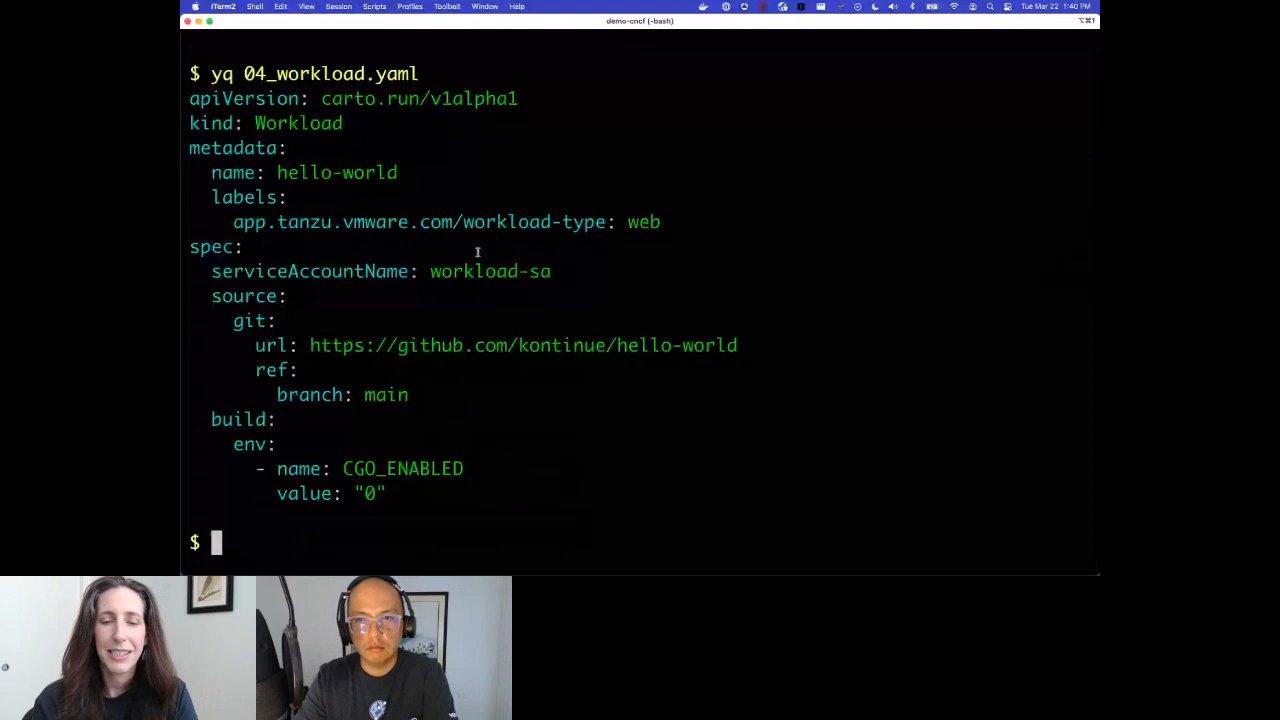 iTerm2 Shell Edit View Session Scripts Profiles Toolbelt Window Help Tue Mar 22 1:40 PM
demo-cncf (-bash) ⌥⌘1
$ yq 04_workload.yaml
apiVersion: carto.run/v1alpha1
kind: Workload
metadata:
  name: hello-world
  labels:
    app.tanzu.vmware.com/workload-type: web
spec:
  serviceAccountName: workload-sa
  source:
    git:
      url: https://github.com/kontinue/hello-world
      ref:
        branch: main
  build:
    env:
      - name: CGO_ENABLED
        value: "0"
$